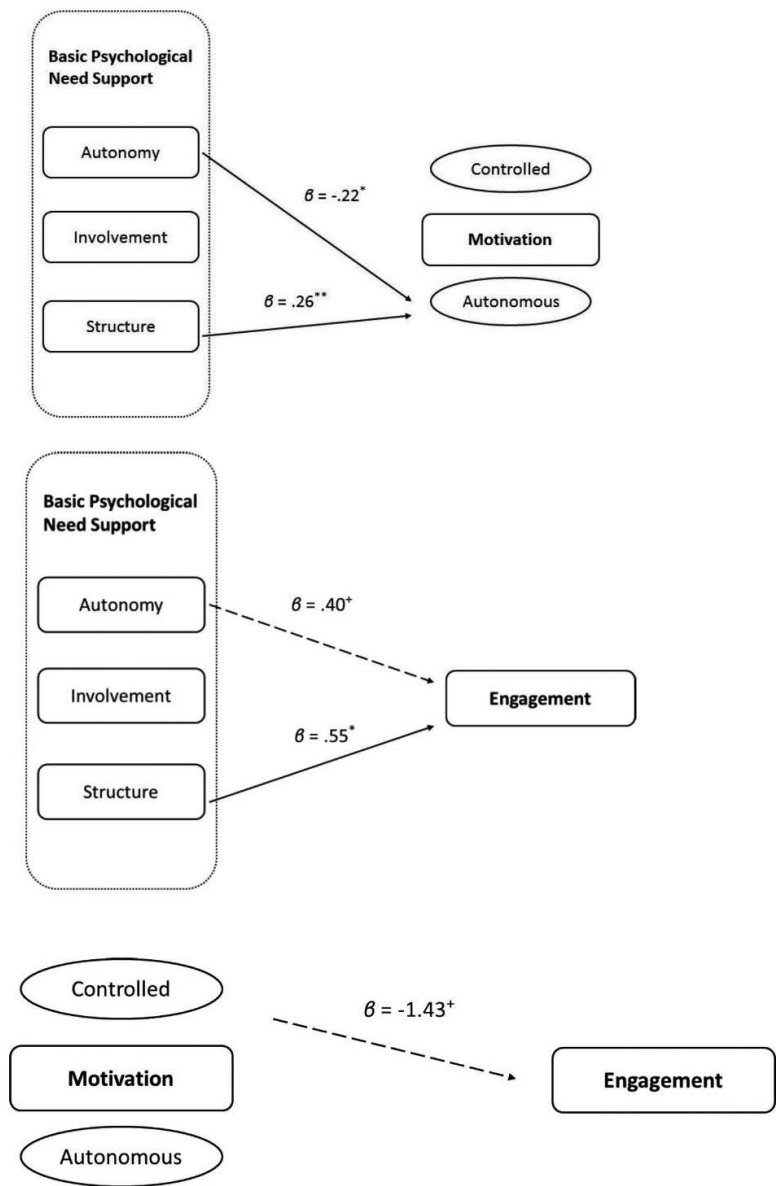 Basic Psychological
Need Support
Autonomy
Involvement
Structure
β = -.22*
β = .26**
Controlled
Motivation
Autonomous
Basic Psychological
Need Support
Autonomy
Involvement
Structure
β = .40+
β = .55*
Engagement
Controlled
Motivation
Autonomous
β = -1.43+
Engagement